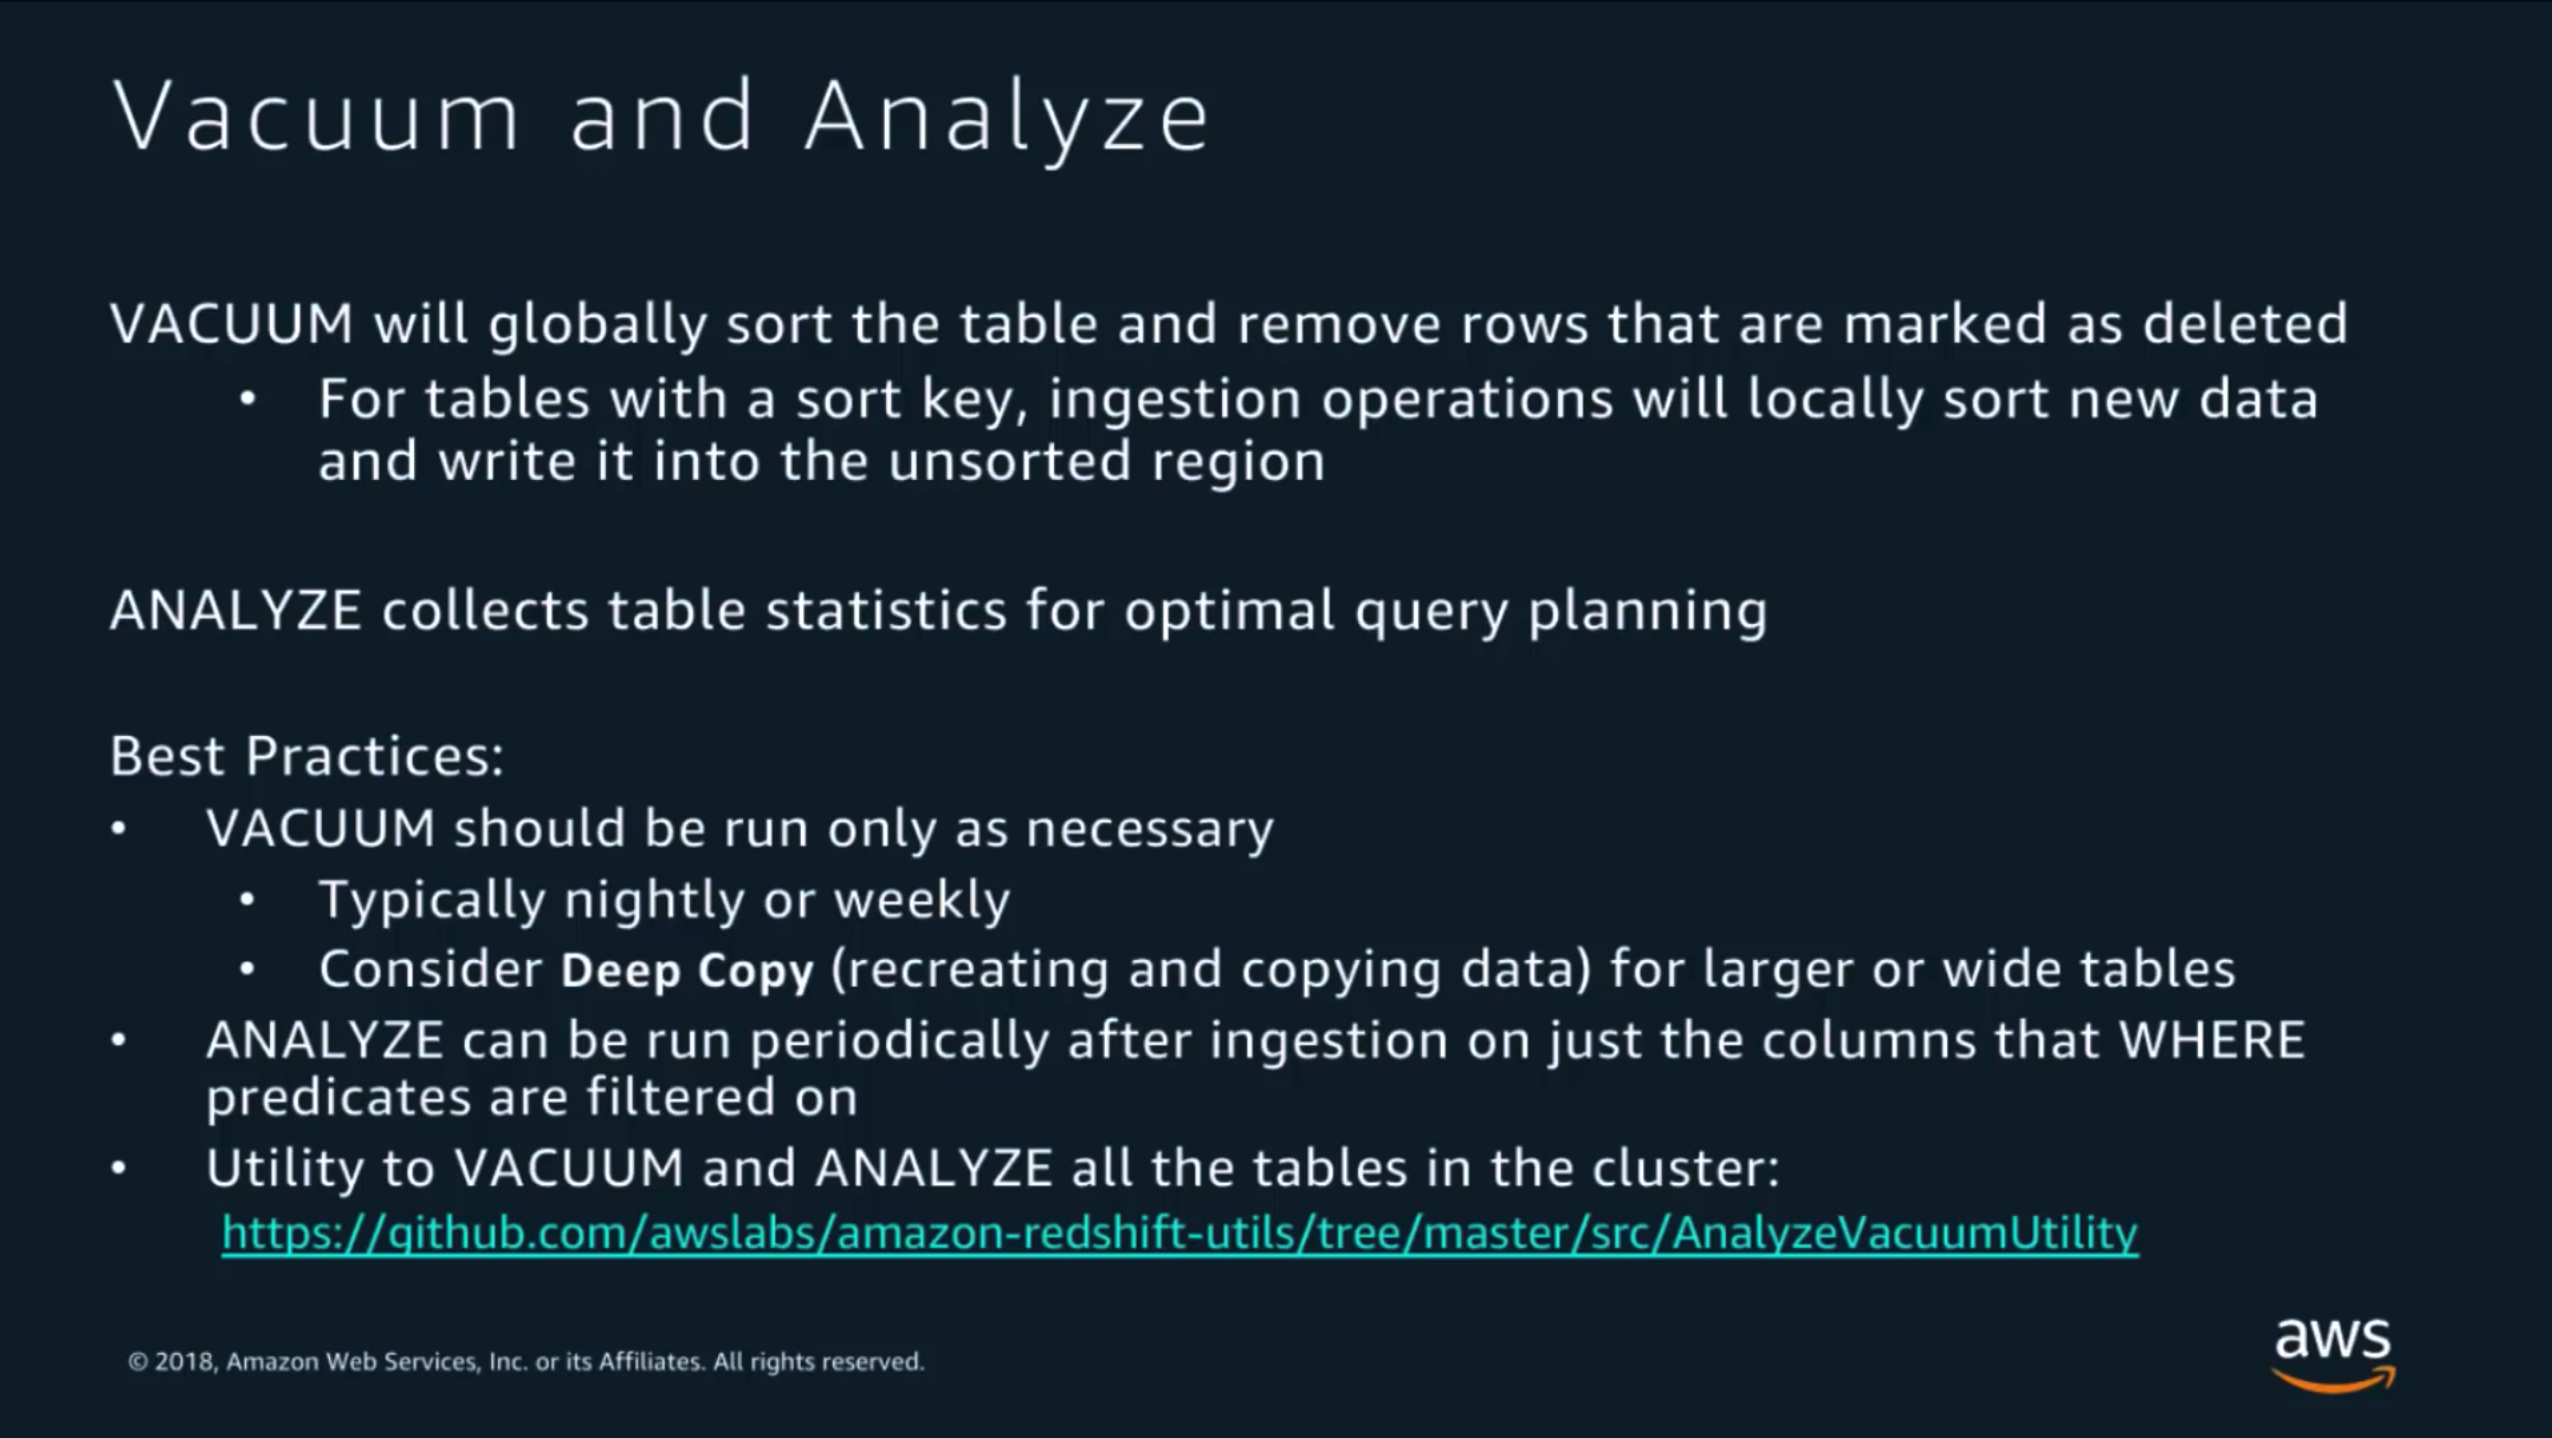 Vacuum and Analyze
VACUUM will globally sort the table and remove rows that are marked as deleted
• For tables with a sort key, ingestion operations will locally sort new data
and write it into the unsorted region
ANALYZE collects table statistics for optimal query planning
Best Practices:
• VACUUM should be run only as necessary
• Typically nightly or weekly
• Consider Deep Copy (recreating and copying data) for larger or wide tables
• ANALYZE can be run periodically after ingestion on just the columns that WHERE
predicates are filtered on
• Utility to VACUUM and ANALYZE all the tables in the cluster:
https://github.com/awslabs/amazon-redshift-utils/tree/master/src/AnalyzeVacuumUtility
© 2018, Amazon Web Services, Inc. or its Affiliates. All rights reserved.
aws